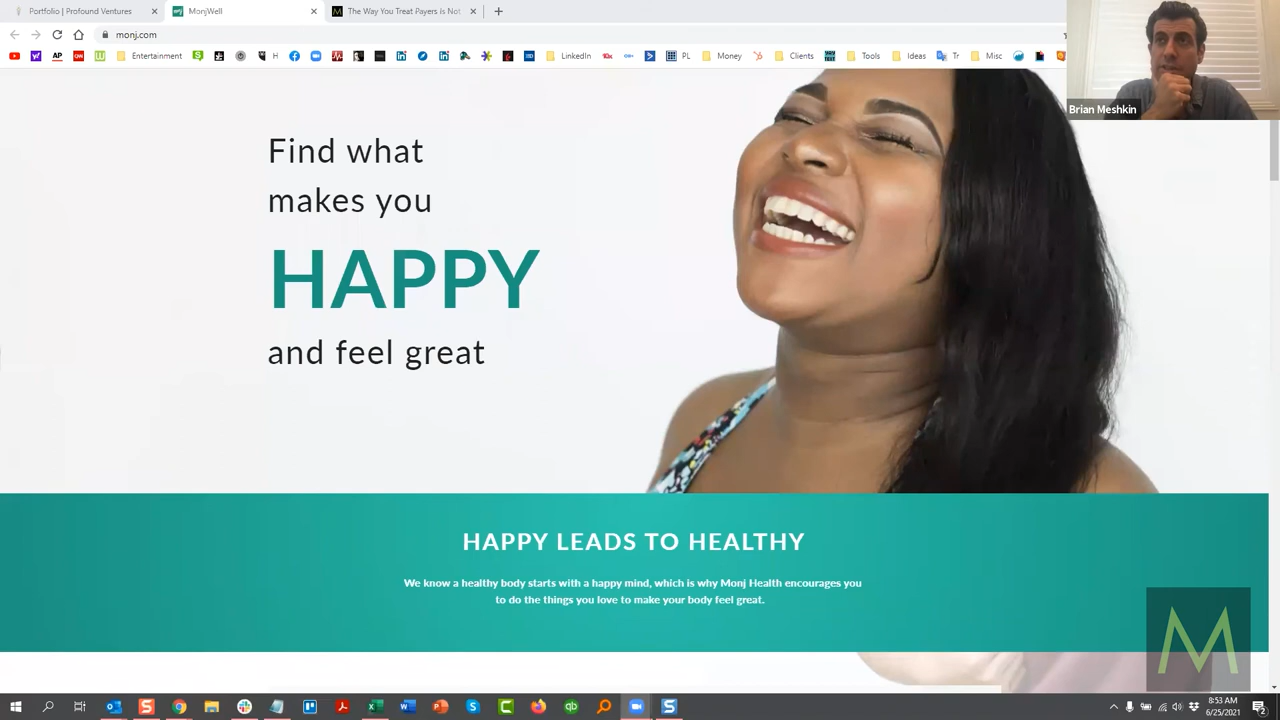 Portfolio | Profound Ventures
MonjWell
The Way You Treat Payers Is Not
monj.com
Entertainment
H
LinkedIn
PL
Money
Clients
Tools
Ideas
Tr
Misc
Brian Meshkin
Find what
makes you
HAPPY
and feel great
HAPPY LEADS TO HEALTHY
We know a healthy body starts with a happy mind, which is why Monj Health encourages you
to do the things you love to make your body feel great.
M
8:53 AM
6/25/2021